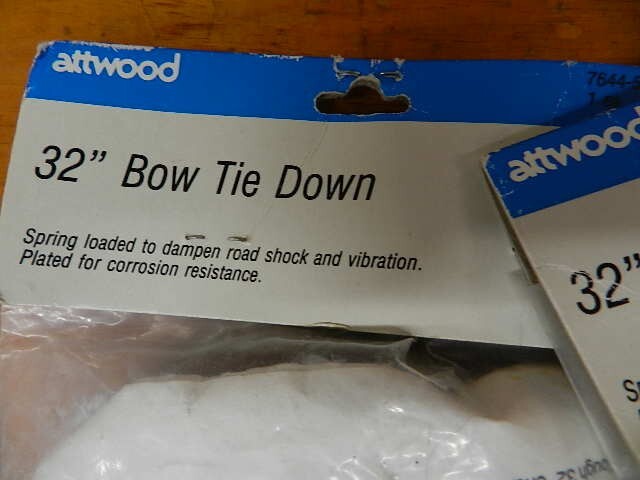 attwood
7644-
32" Bow Tie Down
Spring loaded to dampen road shock and vibration.
Plated for corrosion resistance.
attwood
32"